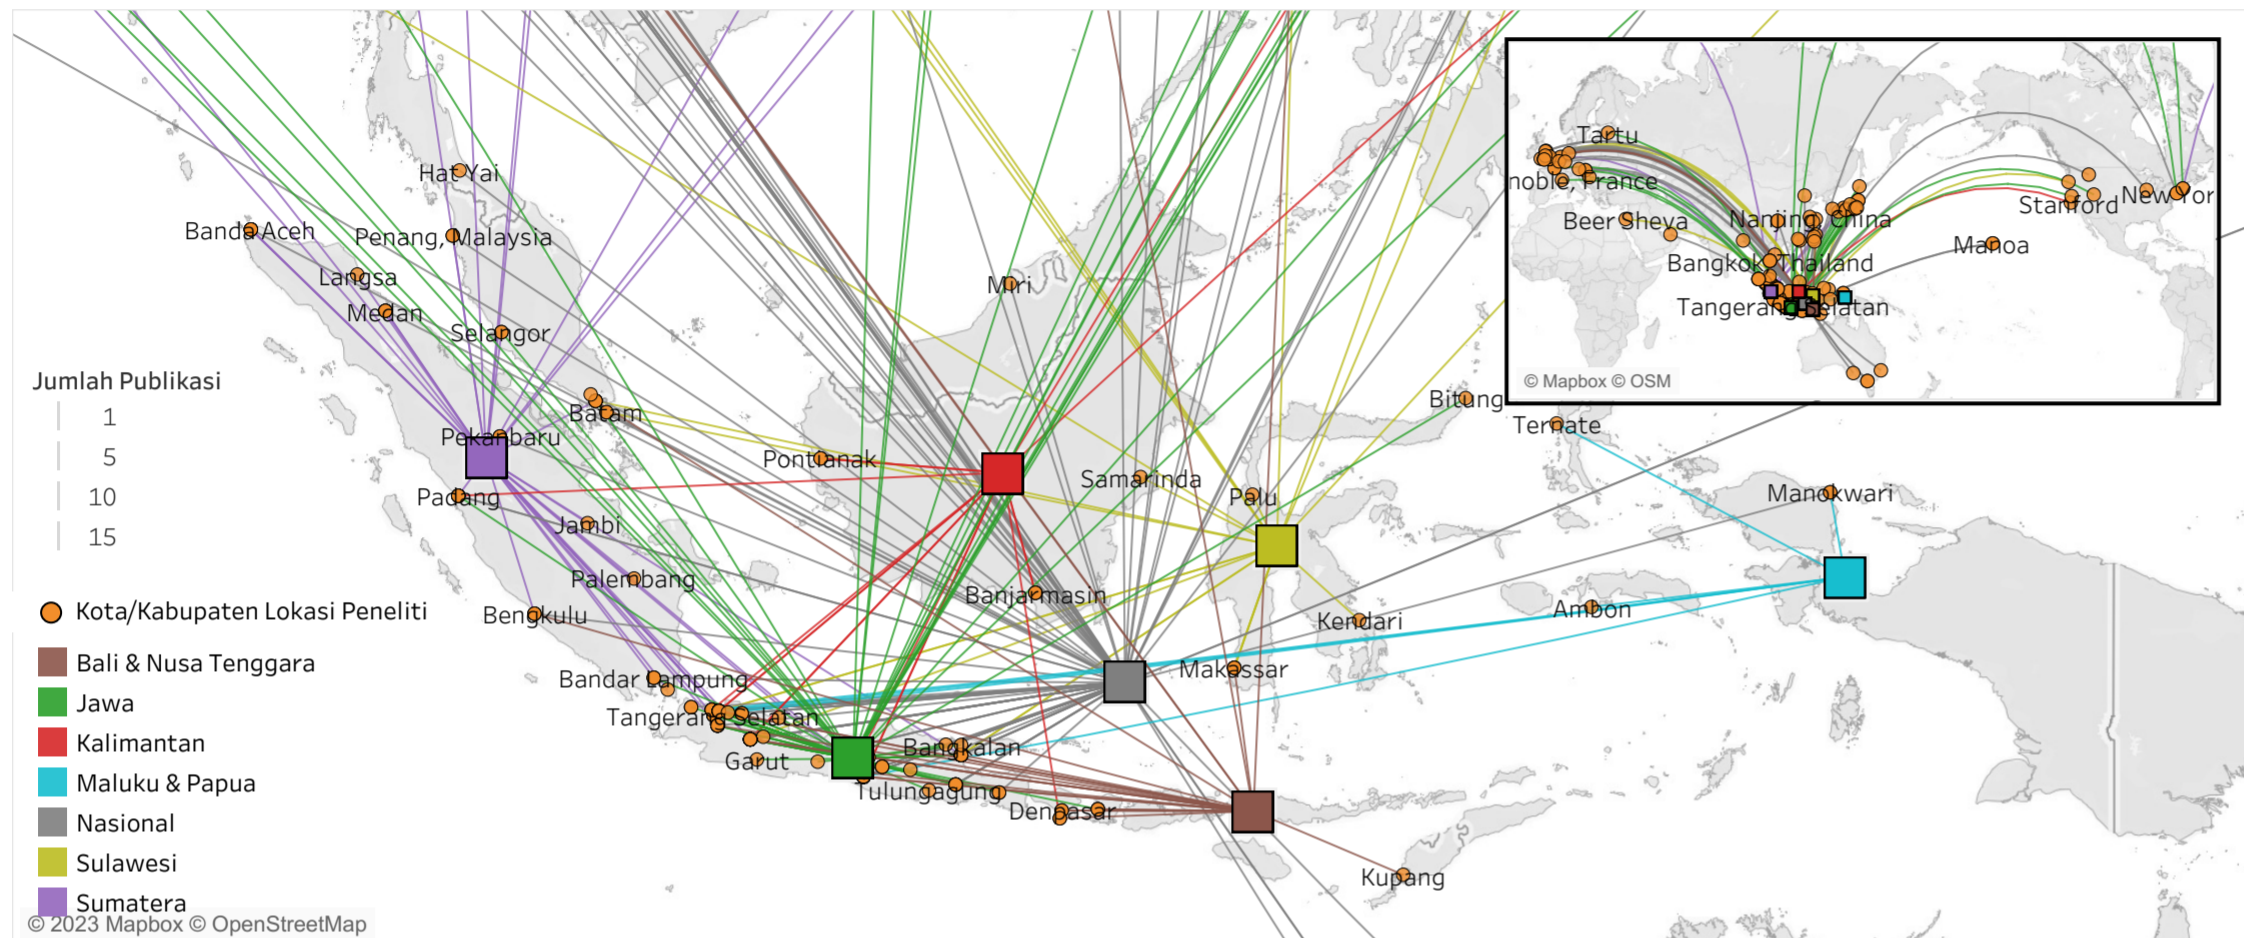 Hat Yai
Banda Aceh
Penang, Malaysia
Langsa
Medan
Selangor
Miri
Batam
Pekanbaru
Padang
Jambi
Palembang
Bengkulu
Bandar Lampung
Tangerang Selatan
Garut
Pontianak
Banjarmasin
Samarinda
Palu
Bitung
Ternate
Manokwari
Ambon
Kendari
Makassar
Bangkalan
Tulungagung
Denpasar
Kupang
Jumlah Publikasi
1
5
10
15
Kota/Kabupaten Lokasi Peneliti
Bali & Nusa Tenggara
Jawa
Kalimantan
Maluku & Papua
Nasional
Sulawesi
Sumatera
© 2023 Mapbox © OpenStreetMap
Tartu
noble, France
Beer Sheva
Nanjing, China
Bangkok, Thailand
Tangerang Selatan
Stanford
New Yor
Manoa
© Mapbox © OSM